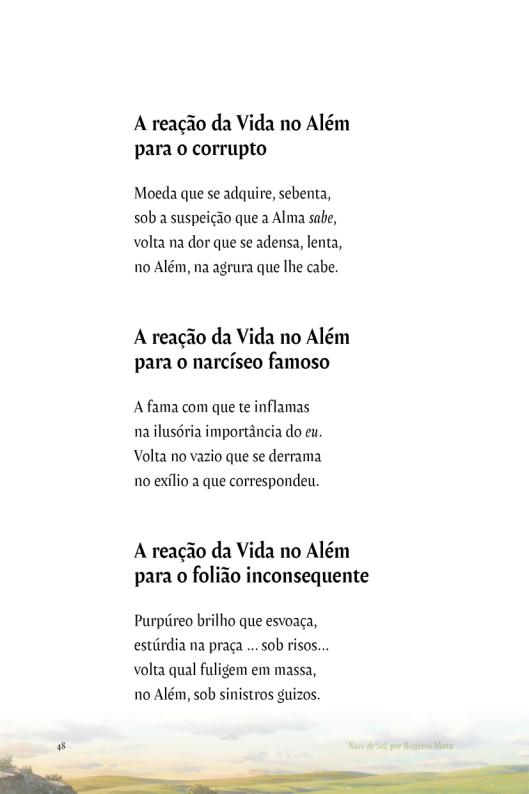 A reação da Vida no Além
para o corrupto
Moeda que se adquire, sebenta,
sob a suspeição que a Alma sabe,
volta na dor que se adensa, lenta,
no Além, na agrura que lhe cabe.
A reação da Vida no Além
para o narcíseo famoso
A fama com que te inflamas
na ilusória importância do eu.
Volta no vazio que se derrama
no exílio a que correspondeu.
A reação da Vida no Além
para o folião inconsequente
Purpúreo brilho que esvoaça,
estúrdia na praça ... sob risos...
volta qual fuligem em massa,
no Além, sob sinistros guizos.
48
Naco de Sol, por Rogério Mota